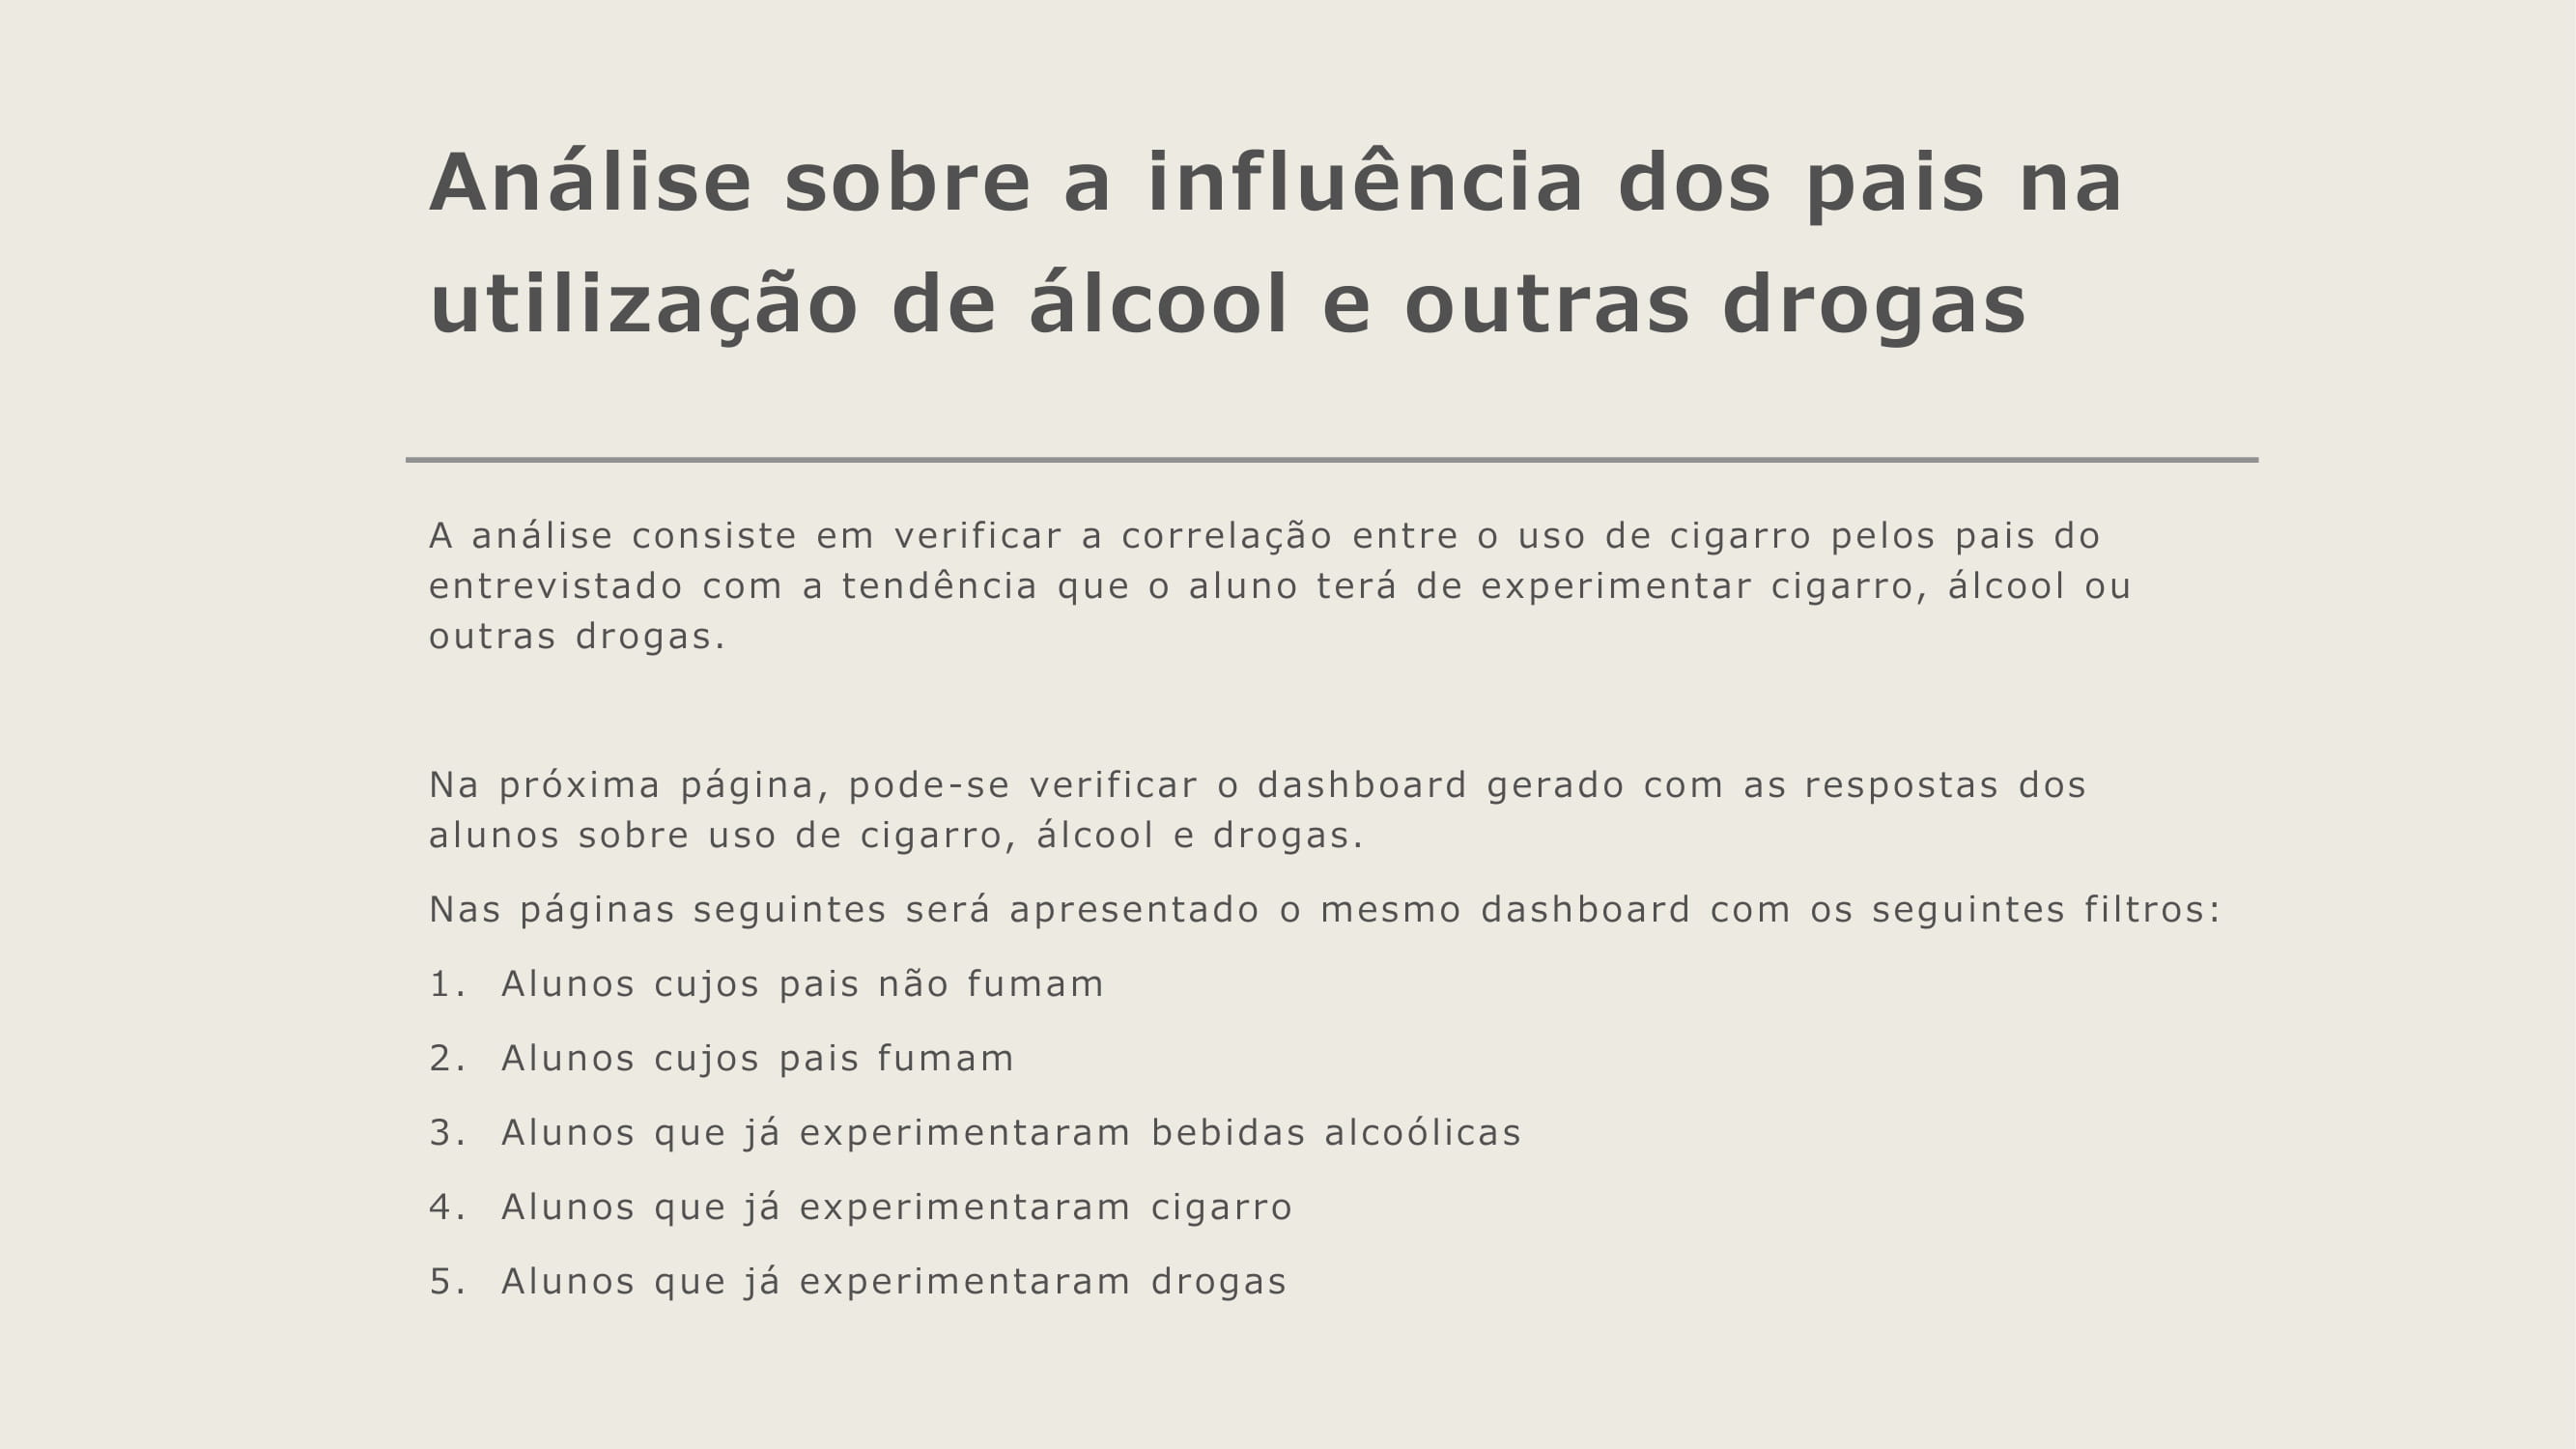 Análise sobre a influência dos pais na
utilização de álcool e outras drogas
A análise consiste em verificar a correlação entre o uso de cigarro pelos pais do
entrevistado com a tendência que o aluno terá de experimentar cigarro, álcool ou
outras drogas.
Na próxima página, pode-se verificar o dashboard gerado com as respostas dos
alunos sobre uso de cigarro, álcool e drogas.
Nas páginas seguintes será apresentado o mesmo dashboard com os seguintes filtros:
1. Alunos cujos pais não fumam
2. Alunos cujos pais fumam
3. Alunos que já experimentaram bebidas alcoólicas
4. Alunos que já experimentaram cigarro
5. Alunos que já experimentaram drogas